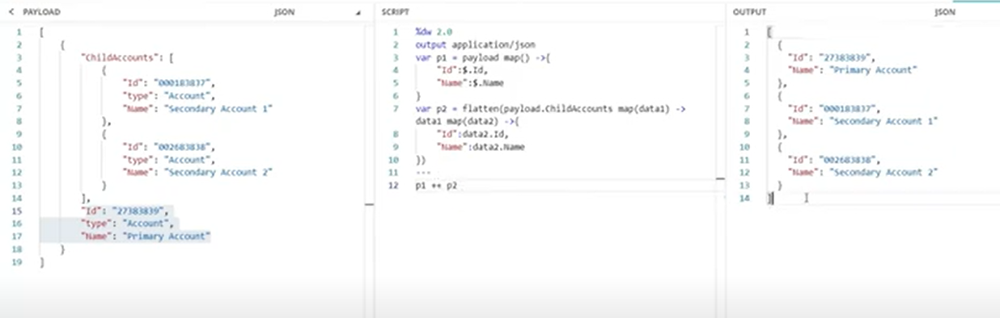 < PAYLOAD JSON
1 [
2 {
3 "ChildAccounts": [
4 {
5 "Id": "000183837",
6 "type": "Account",
7 "Name": "Secondary Account 1"
8 },
9 {
10 "Id": "002683838",
11 "type": "Account",
12 "Name": "Secondary Account 2"
13 }
14 ],
15 "Id": "27383839",
16 "type": "Account",
17 "Name": "Primary Account"
18 }
19 ]
SCRIPT
1 %dw 2.0
2 output application/json
3 var p1 = payload map() ->{
4 "Id":$.Id,
5 "Name":$.Name
6 }
7 var p2 = flatten(payload.ChildAccounts map(data1) ->
data1 map(data2) ->{
8 "Id":data2.Id,
9 "Name":data2.Name
10 })
11 ---
12 p1 ++ p2
OUTPUT JSON
1 [
2 {
3 "Id": "27383839",
4 "Name": "Primary Account"
5 },
6 {
7 "Id": "000183837",
8 "Name": "Secondary Account 1"
9 },
10 {
11 "Id": "002683838",
12 "Name": "Secondary Account 2"
13 }
14 ]